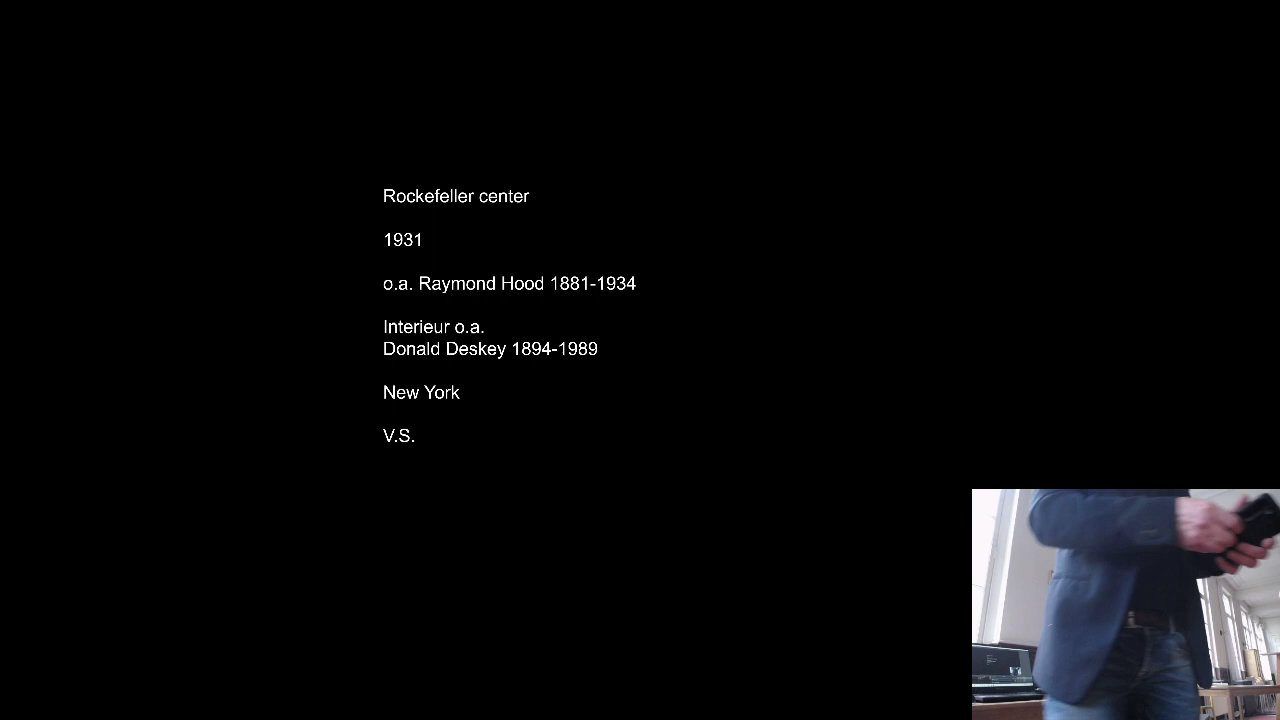 Rockefeller center
1931
o.a. Raymond Hood 1881-1934
Interieur o.a.
Donald Deskey 1894-1989
New York
V.S.